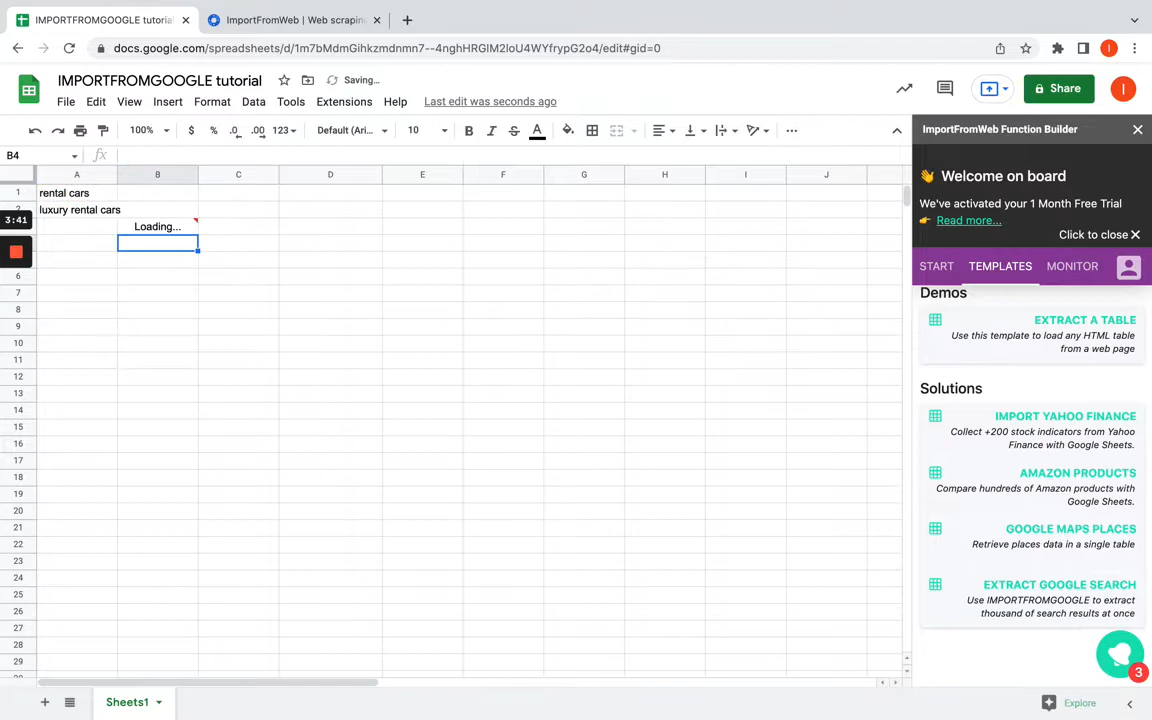 IMPORTFROMGOOGLE tutorial
ImportFromWeb | Web scraping
docs.google.com/spreadsheets/d/1m7bMdmGihkzmdnmn7--4nghHRGIM2IoU4WYfrypG2o4/edit#gid=0
I
IMPORTFROMGOOGLE tutorial
Saving...
File Edit View Insert Format Data Tools Extensions Help Last edit was seconds ago
Share
I
100% $ % .0 .00 123 Default (Ari... 10 B I S A
B4 fx
A B C D E F G H I J
1 rental cars
2 luxury rental cars
3:41
Loading...
6
7
8
9
10
11
12
13
14
15
16
17
18
19
20
21
22
23
24
25
26
27
28
29
Sheets1
Explore
ImportFromWeb Function Builder
👋 Welcome on board
We've activated your 1 Month Free Trial
👉 Read more...
Click to close ✕
START TEMPLATES MONITOR
Demos
EXTRACT A TABLE
Use this template to load any HTML table
from a web page
Solutions
IMPORT YAHOO FINANCE
Collect +200 stock indicators from Yahoo
Finance with Google Sheets.
AMAZON PRODUCTS
Compare hundreds of Amazon products with
Google Sheets.
GOOGLE MAPS PLACES
Retrieve places data in a single table
EXTRACT GOOGLE SEARCH
Use IMPORTFROMGOOGLE to extract
thousand of search results at once
3